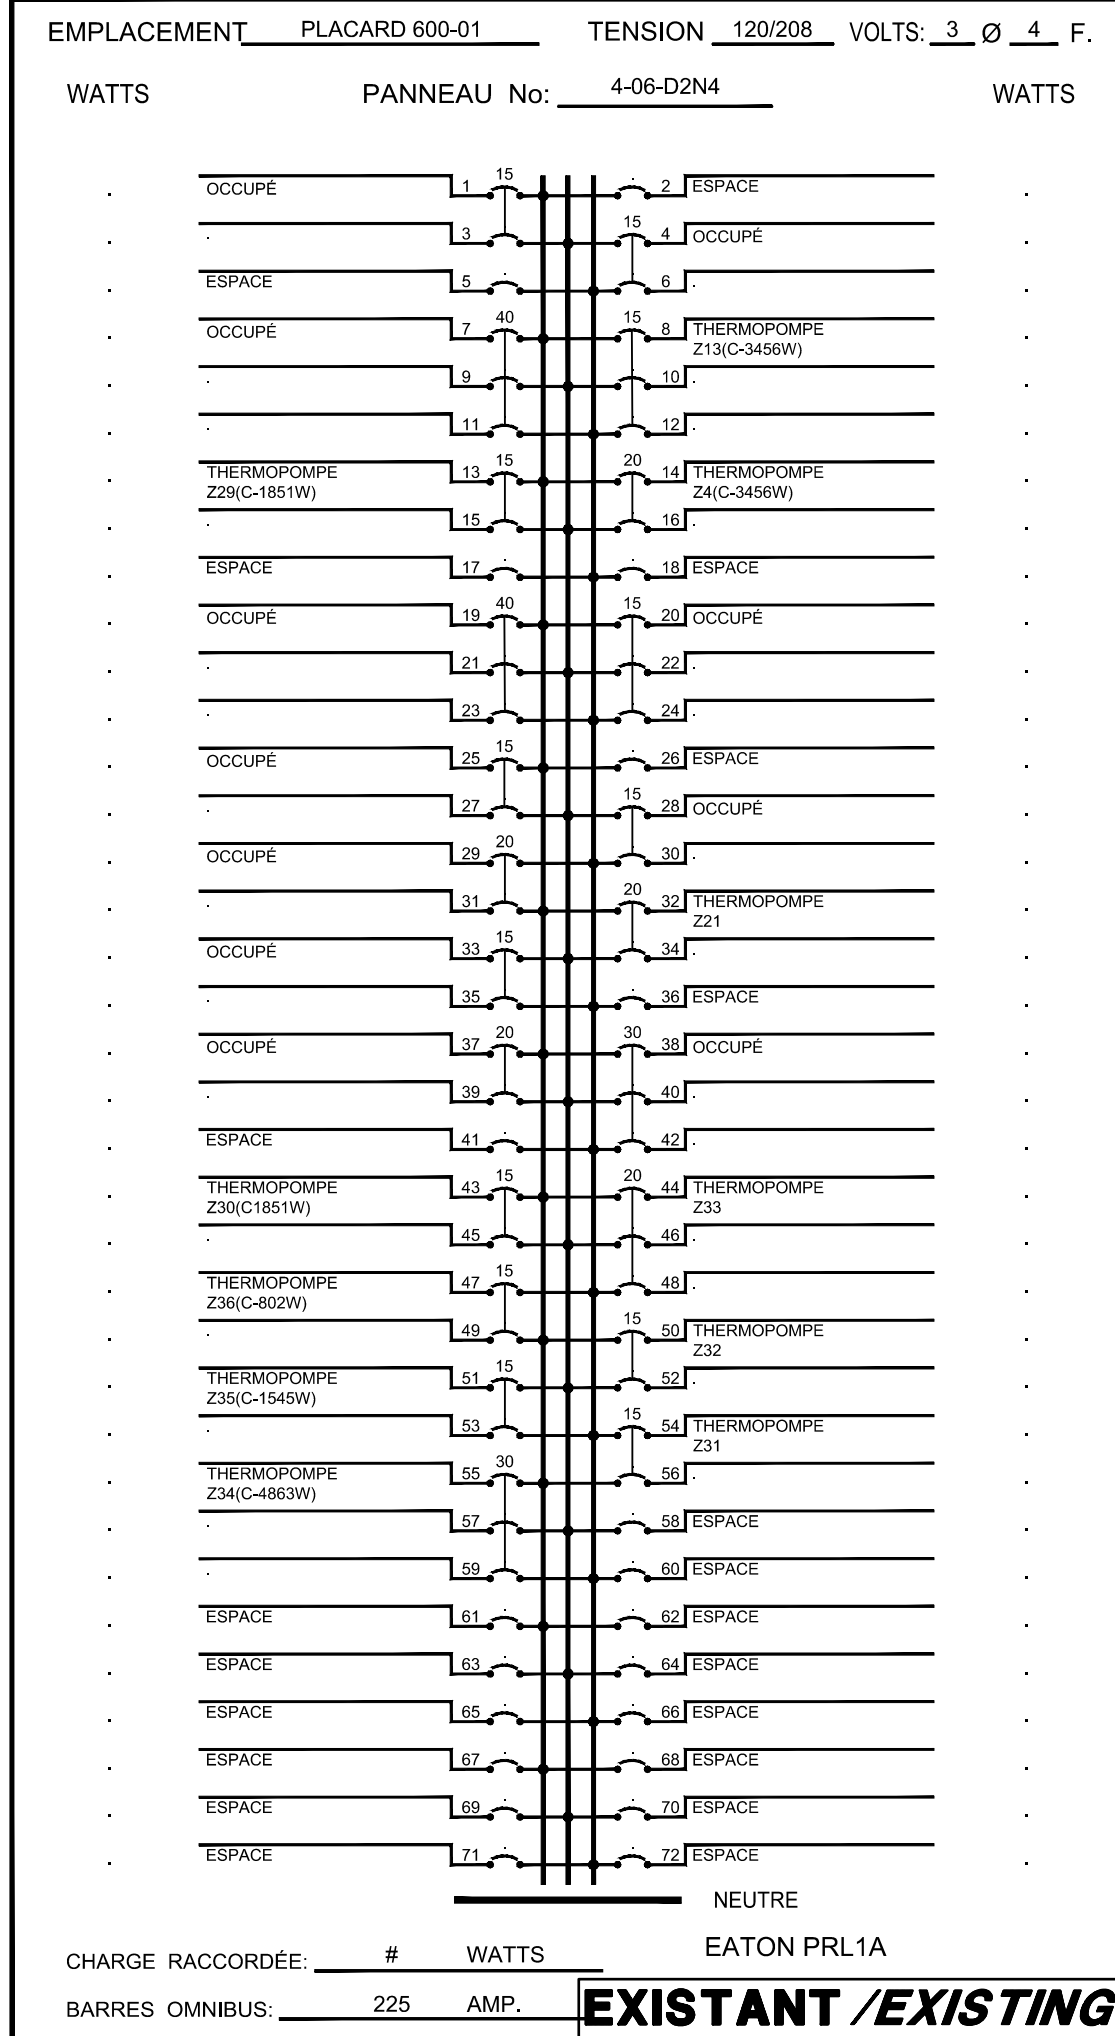 EMPLACEMENT PLACARD 600-01 TENSION 120/208 VOLTS: 3 Ø 4 F.
WATTS PANNEAU No: 4-06-D2N4 WATTS
OCCUPÉ 1 15 2 ESPACE
3 15 4 OCCUPÉ
ESPACE 5 6
OCCUPÉ 7 40 15 8 THERMOPOMPE
Z13(C-3456W)
9 10
11 12
THERMOPOMPE 13 15 20 14 THERMOPOMPE
Z29(C-1851W) Z4(C-3456W)
15 16
ESPACE 17 18 ESPACE
OCCUPÉ 19 40 15 20 OCCUPÉ
21 22
23 24
OCCUPÉ 25 15 26 ESPACE
27 15 28 OCCUPÉ
OCCUPÉ 29 20 30
31 20 32 THERMOPOMPE
Z21
OCCUPÉ 33 15 34
35 36 ESPACE
OCCUPÉ 37 20 30 38 OCCUPÉ
39 40
ESPACE 41 42
THERMOPOMPE 43 15 20 44 THERMOPOMPE
Z30(C1851W) Z33
45 46
THERMOPOMPE 47 15 48
Z36(C-802W)
49 15 50 THERMOPOMPE
Z32
THERMOPOMPE 51 15 52
Z35(C-1545W)
53 15 54 THERMOPOMPE
Z31
THERMOPOMPE 55 30 56
Z34(C-4863W)
57 58 ESPACE
59 60 ESPACE
ESPACE 61 62 ESPACE
ESPACE 63 64 ESPACE
ESPACE 65 66 ESPACE
ESPACE 67 68 ESPACE
ESPACE 69 70 ESPACE
ESPACE 71 72 ESPACE
NEUTRE
CHARGE RACCORDÉE: # WATTS EATON PRL1A
BARRES OMNIBUS: 225 AMP. EXISTANT /EXISTING